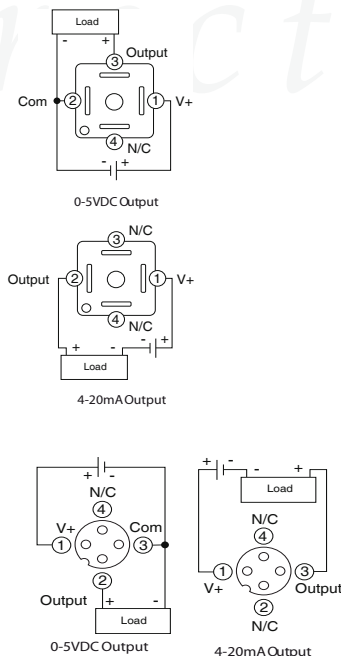 Load
- +
3 Output
Com 2 1 V+
4 N/C
- +
0-5VDC Output
3 N/C
Output 2 1 V+
4 N/C
+ - - +
Load
4-20mA Output
+ -
N/C
4
V+ Com
1 3
2
Output + -
Load
0-5VDC Output
+ - - +
Load
N/C
4
1 3
V+ Output
2
N/C
4-20mA Output